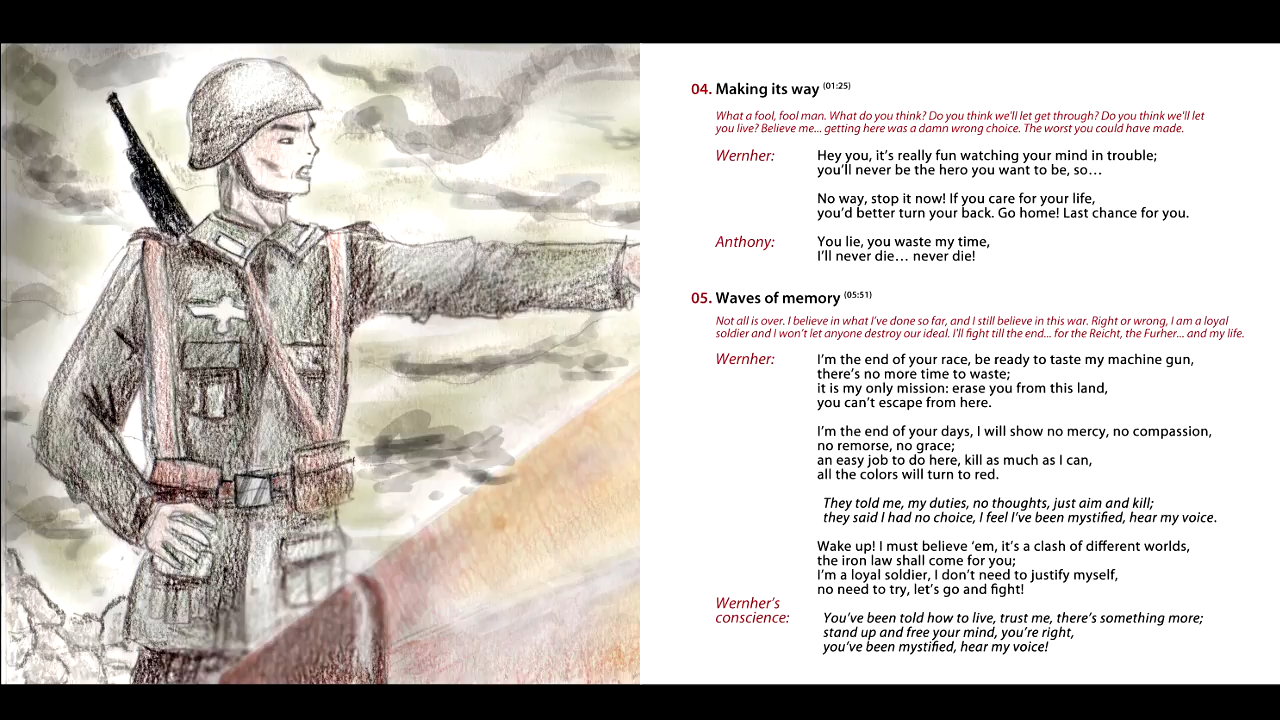 04. Making its way (01:25)
What a fool, fool man. What do you think? Do you think we'll let get through? Do you think we'll let
you live? Believe me... getting here was a damn wrong choice. The worst you could have made.
Wernher: Hey you, it's really fun watching your mind in trouble;
you'll never be the hero you want to be, so...
No way, stop it now! If you care for your life,
you'd better turn your back. Go home! Last chance for you.
Anthony: You lie, you waste my time,
I'll never die... never die!
05. Waves of memory (05:51)
Not all is over. I believe in what I've done so far, and I still believe in this war. Right or wrong, I am a loyal
soldier and I won't let anyone destroy our ideal. I'll fight till the end... for the Reicht, the Furher... and my life.
Wernher: I'm the end of your race, be ready to taste my machine gun,
there's no more time to waste;
it is my only mission: erase you from this land,
you can't escape from here.
I'm the end of your days, I will show no mercy, no compassion,
no remorse, no grace;
an easy job to do here, kill as much as I can,
all the colors will turn to red.
They told me, my duties, no thoughts, just aim and kill;
they said I had no choice, I feel I've been mystified, hear my voice.
Wake up! I must believe 'em, it's a clash of different worlds,
the iron law shall come for you;
I'm a loyal soldier, I don't need to justify myself,
no need to try, let's go and fight!
Wernher's
conscience: You've been told how to live, trust me, there's something more;
stand up and free your mind, you're right,
you've been mystified, hear my voice!